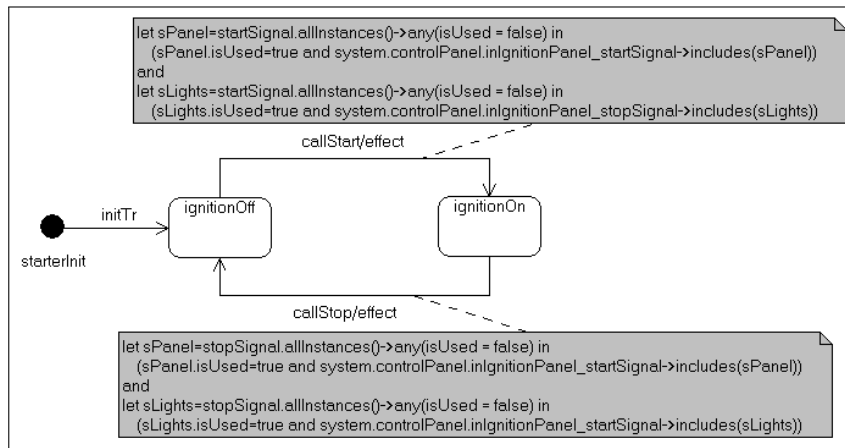 let sPanel=startSignal.allInstances()->any(isUsed = false) in
(sPanel.isUsed=true and system.controlPanel.inIgnitionPanel_startSignal->includes(sPanel))
and
let sLights=startSignal.allInstances()->any(isUsed = false) in
(sLights.isUsed=true and system.controlPanel.inIgnitionPanel_stopSignal->includes(sLights))
callStart/effect
ignitionOff
ignitionOn
initTr
starterInit
callStop/effect
let sPanel=stopSignal.allInstances()->any(isUsed = false) in
(sPanel.isUsed=true and system.controlPanel.inIgnitionPanel_startSignal->includes(sPanel))
and
let sLights=stopSignal.allInstances()->any(isUsed = false) in
(sLights.isUsed=true and system.controlPanel.inIgnitionPanel_startSignal->includes(sLights))